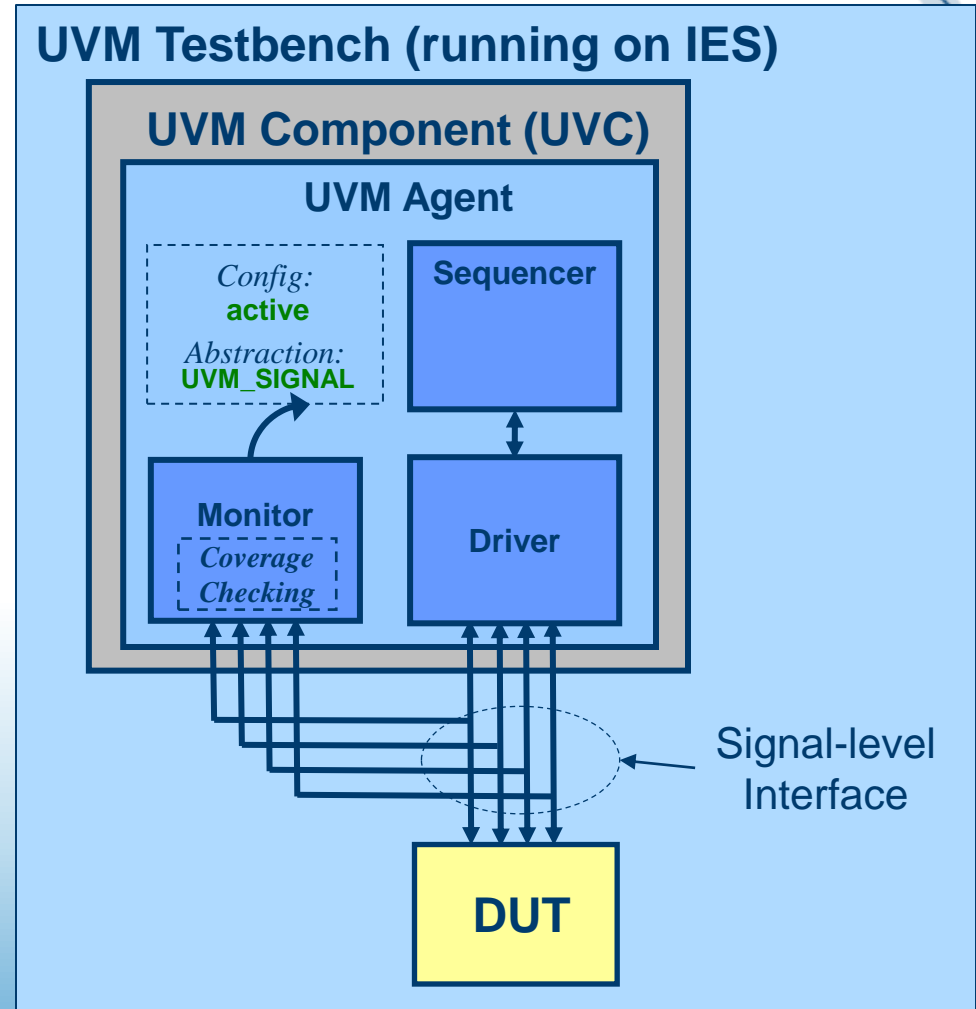 UVM Testbench (running on IES)
UVM Component (UVC)
UVM Agent
Config:
active
Abstraction:
UVM_SIGNAL
Sequencer
Monitor
Coverage
Checking
Driver
Signal-level
Interface
DUT